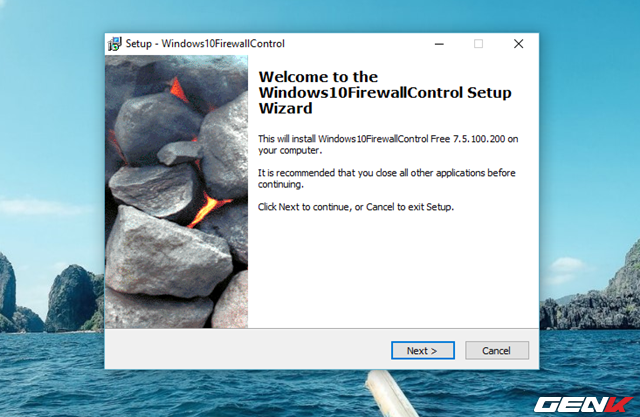 Setup - Windows10FirewallControl
Welcome to the
Windows10FirewallControl Setup
Wizard
This will install Windows10FirewallControl Free 7.5.100.200 on
your computer.
It is recommended that you close all other applications before
continuing.
Click Next to continue, or Cancel to exit Setup.
Next >
Cancel
GENK